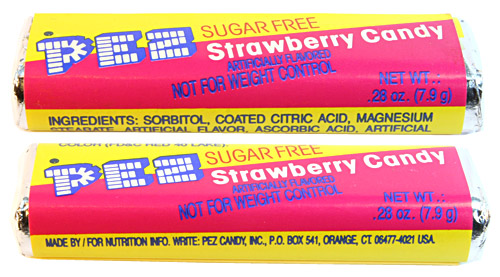 PEZ SUGAR FREE
Strawberry Candy
ARTIFICIALLY FLAVORED
NOT FOR WEIGHT CONTROL
NET WT.:
.28 oz. (7.9 g)
INGREDIENTS: SORBITOL, COATED CITRIC ACID, MAGNESIUM
STEARATE, ARTIFICIAL FLAVOR, ASCORBIC ACID, ARTIFICIAL
COLOR (FD&C RED 40 LAKE).
PEZ SUGAR FREE
Strawberry Candy
ARTIFICIALLY FLAVORED
NOT FOR WEIGHT CONTROL
NET WT.:
.28 oz. (7.9 g)
MADE BY / FOR NUTRITION INFO. WRITE: PEZ CANDY, INC., P.O. BOX 541, ORANGE, CT 06477-4021 USA.